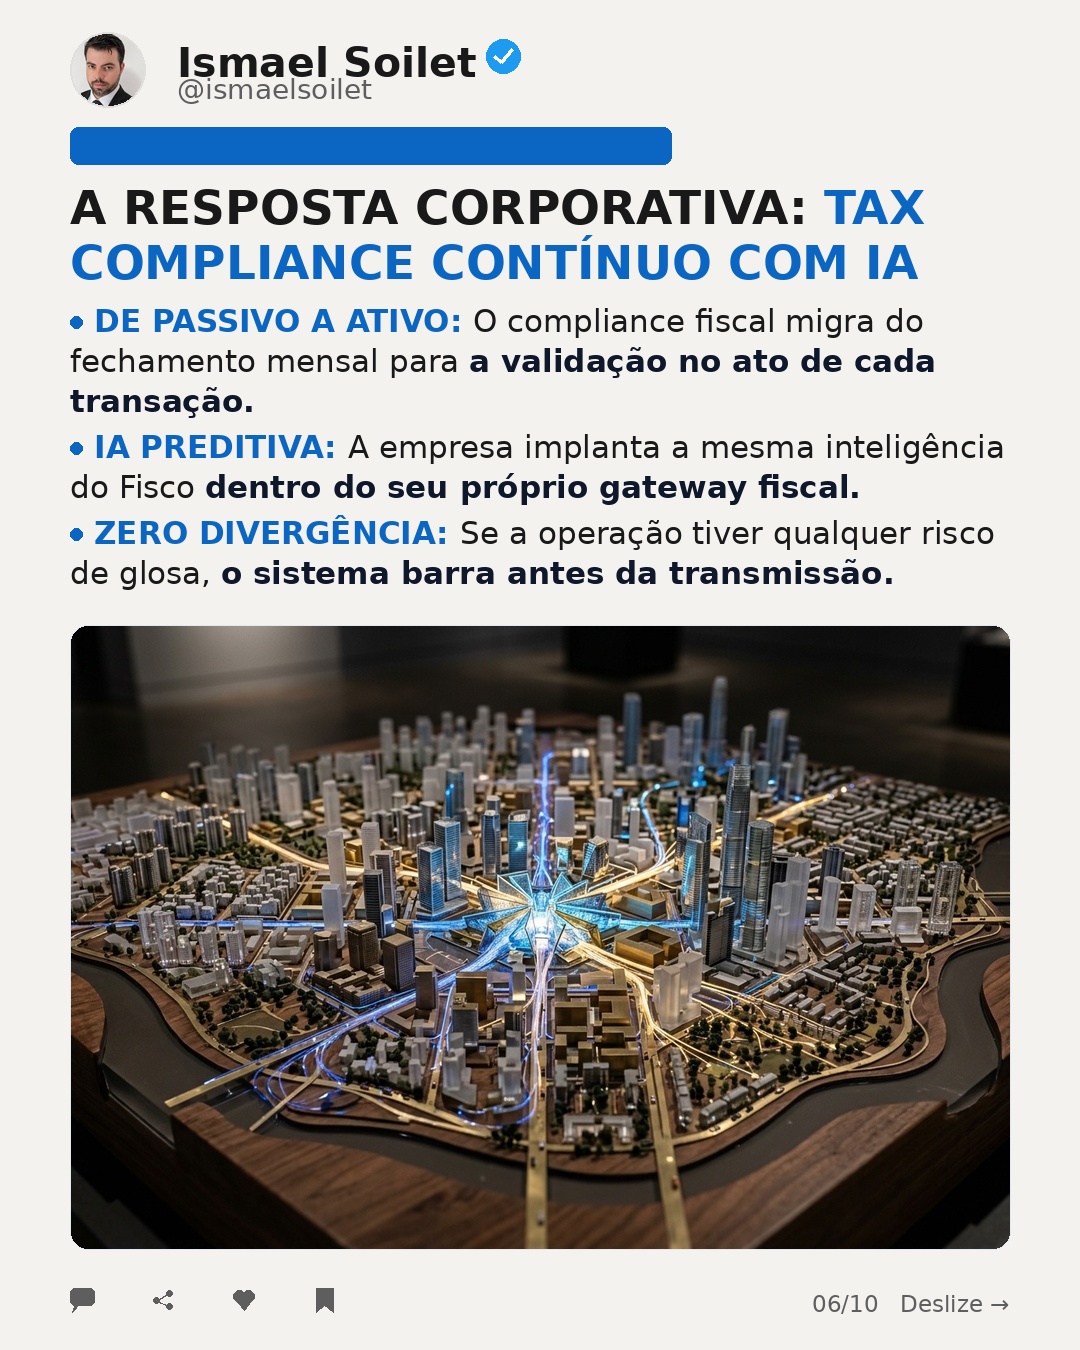 Ismael Soilet
@ismaelsoilet
A RESPOSTA CORPORATIVA: TAX
COMPLIANCE CONTÍNUO COM IA
• DE PASSIVO A ATIVO: O compliance fiscal migra do
fechamento mensal para a validação no ato de cada
transação.
• IA PREDITIVA: A empresa implanta a mesma inteligência
do Fisco dentro do seu próprio gateway fiscal.
• ZERO DIVERGÊNCIA: Se a operação tiver qualquer risco
de glosa, o sistema barra antes da transmissão.
06/10 Deslize →